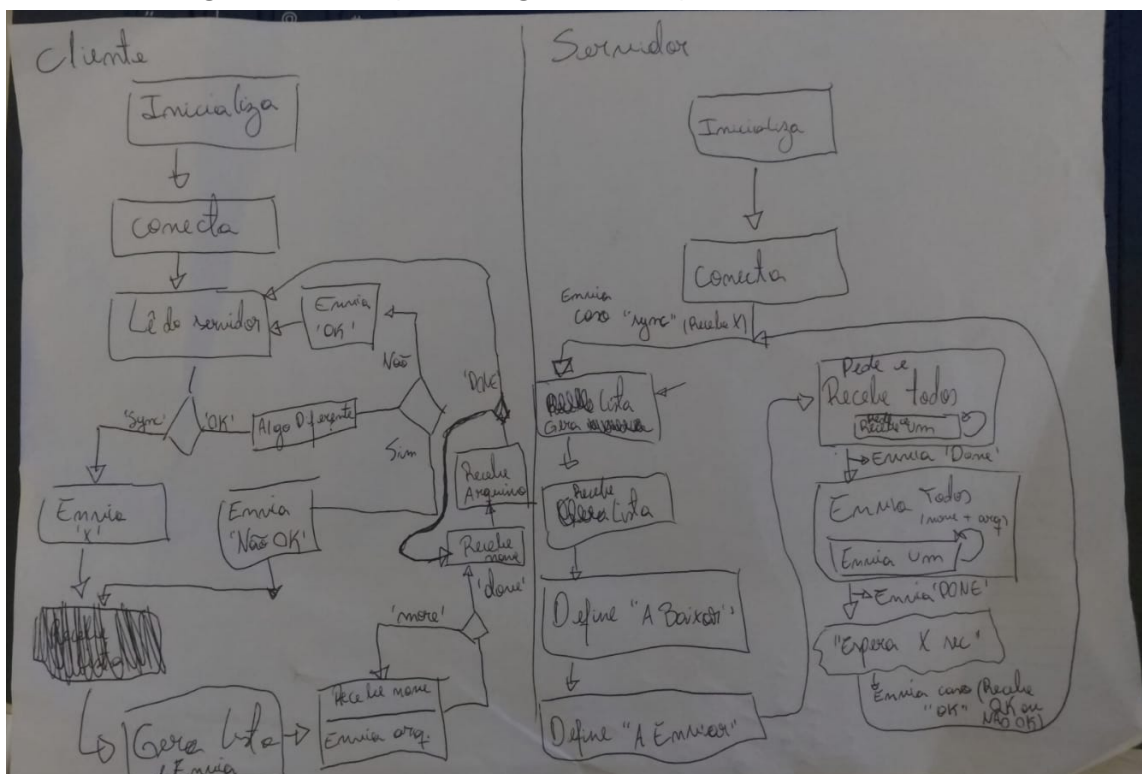 Cliente
Inicializa
conecta
Lê do servidor
Envia
'OK'
Não
'DONE'
'Sync'
'OK'
Algo Diferente
Sim
Envia
'X'
Envia
'Não OK'
Recebe
Arquivo
Recebe
nome
'done'
'more'
Gera Lista
e Envia
Recebe nome
Envia arq.
Servidor
Inicializa
Conecta
Envia
caso "sync" (Recebe X)
Lista
Gera
Recebe
Lista
Define "A Baixar"
Define "A Enviar"
Pede e
Recebe todos
Recebe um
Envia 'Done'
Envia Todos
(nome + arq)
Envia um
Envia 'DONE'
"Espera X rec"
Envia caso (Recebe
"OK" OK ou
NÃO OK)